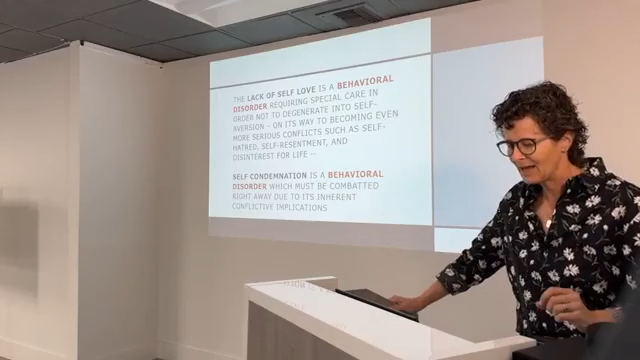 THE LACK OF SELF LOVE IS A BEHAVIORAL
DISORDER REQUIRING SPECIAL CARE IN
ORDER NOT TO DEGENERATE INTO SELF-
AVERSION – ON ITS WAY TO BECOMING EVEN
MORE SERIOUS CONFLICTS SUCH AS SELF-
HATRED, SELF-RESENTMENT, AND
DISINTEREST FOR LIFE --
SELF CONDEMNATION IS A BEHAVIORAL
DISORDER WHICH MUST BE COMBATTED
RIGHT AWAY DUE TO ITS INHERENT
CONFLICTIVE IMPLICATIONS